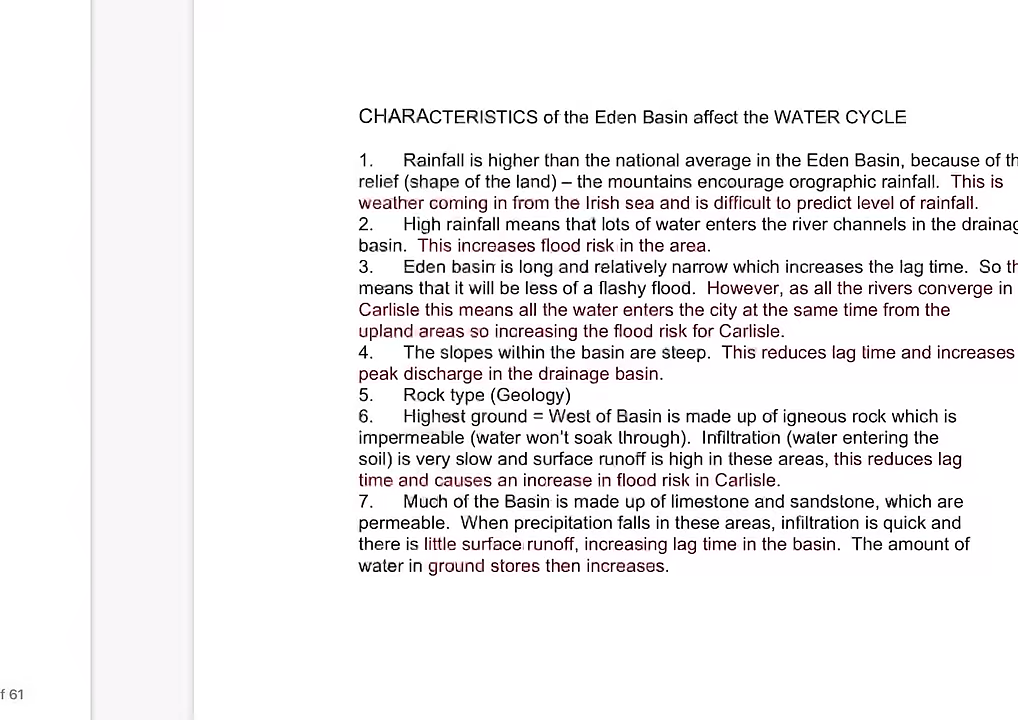 CHARACTERISTICS of the Eden Basin affect the WATER CYCLE
1. Rainfall is higher than the national average in the Eden Basin, because of
relief (shape of the land) – the mountains encourage orographic rainfall. This is
weather coming in from the Irish sea and is difficult to predict level of rainfall.
2. High rainfall means that lots of water enters the river channels in the
basin. This increases flood risk in the area.
3. Eden basin is long and relatively narrow which increases the lag time. So
means that it will be less of a flashy flood. However, as all the rivers converge in
Carlisle this means all the water enters the city at the same time from the
upland areas so increasing the flood risk for Carlisle.
4. The slopes within the basin are steep. This reduces lag time and increases
peak discharge in the drainage basin.
5. Rock type (Geology)
6. Highest ground = West of Basin is made up of igneous rock which is
impermeable (water won't soak through). Infiltration (water entering the
soil) is very slow and surface runoff is high in these areas, this reduces lag
time and causes an increase in flood risk in Carlisle.
7. Much of the Basin is made up of limestone and sandstone, which are
permeable. When precipitation falls in these areas, infiltration is quick and
there is little surface runoff, increasing lag time in the basin. The amount of
water in ground stores then increases.
f 61